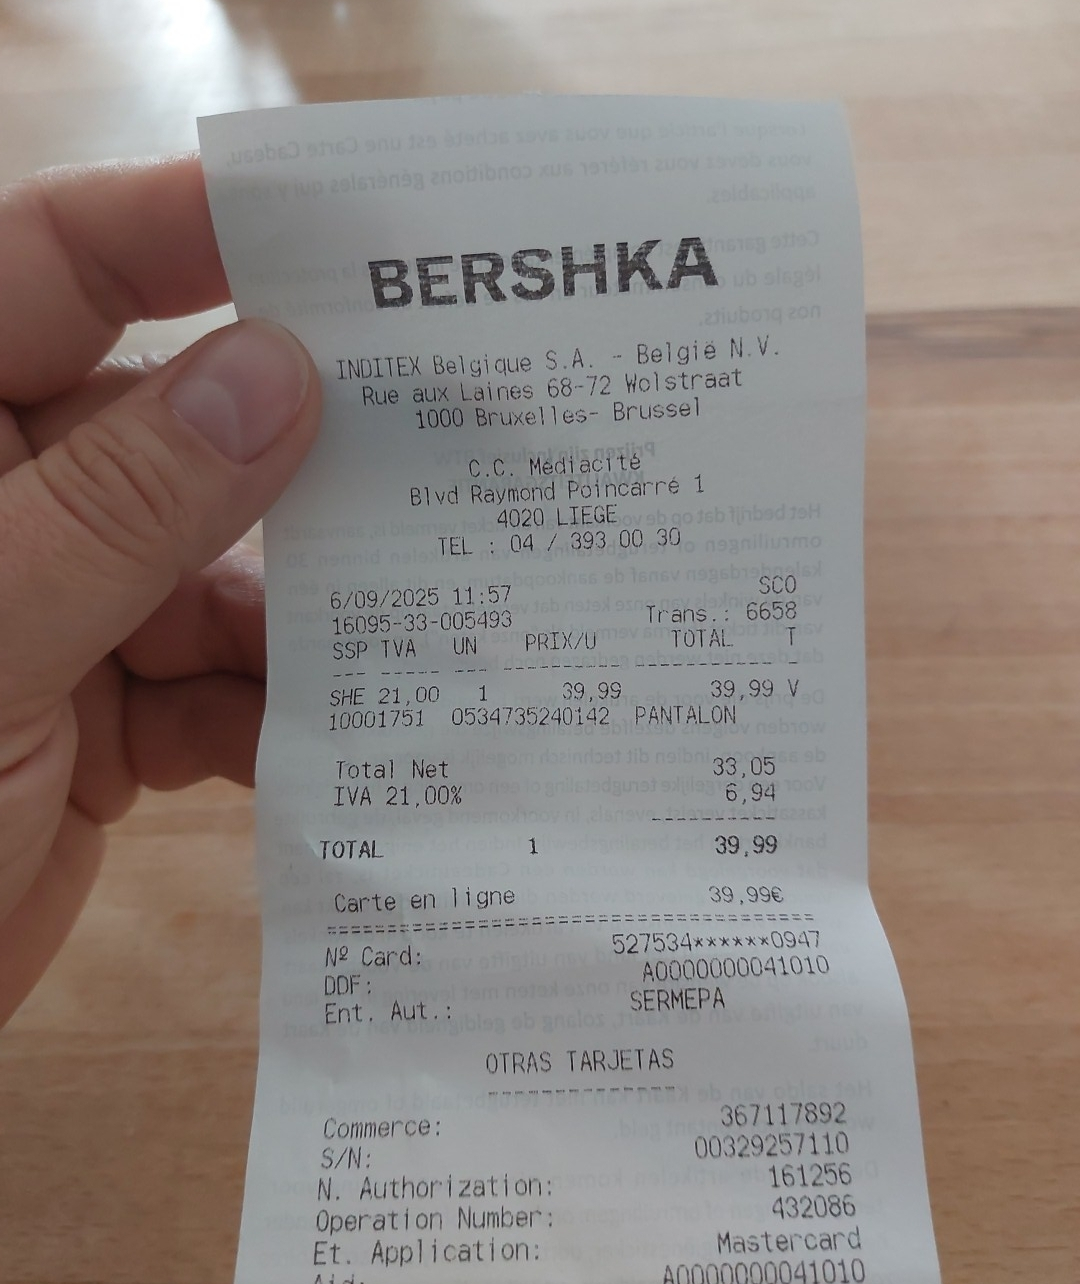 BERSHKA
INDITEX Belgique S.A. - België N.V.
Rue aux Laines 68-72 Wolstraat
1000 Bruxelles- Brussel
C.C. Médiacité
Blvd Raymond Poincarré 1
4020 LIEGE
TEL : 04 / 393 00 30
6/09/2025 11:57 SCO
16095-33-005493 Trans.: 6658
SSP TVA UN PRIX/U TOTAL T
--- ----- --- ---------- ---------- -
SHE 21,00 1 39,99 39,99 V
10001751 0534735240142 PANTALON
Total Net 33,05
IVA 21,00% 6,94
----------
TOTAL 1 39,99
Carte en ligne 39,99€
======================================
Nº Card: 527534******0947
DDF: A0000000041010
Ent. Aut.: SERMEPA
OTRAS TARJETAS
---------------
Commerce: 367117892
S/N: 00329257110
N. Authorization: 161256
Operation Number: 432086
Et. Application: Mastercard
Aid: A0000000041010